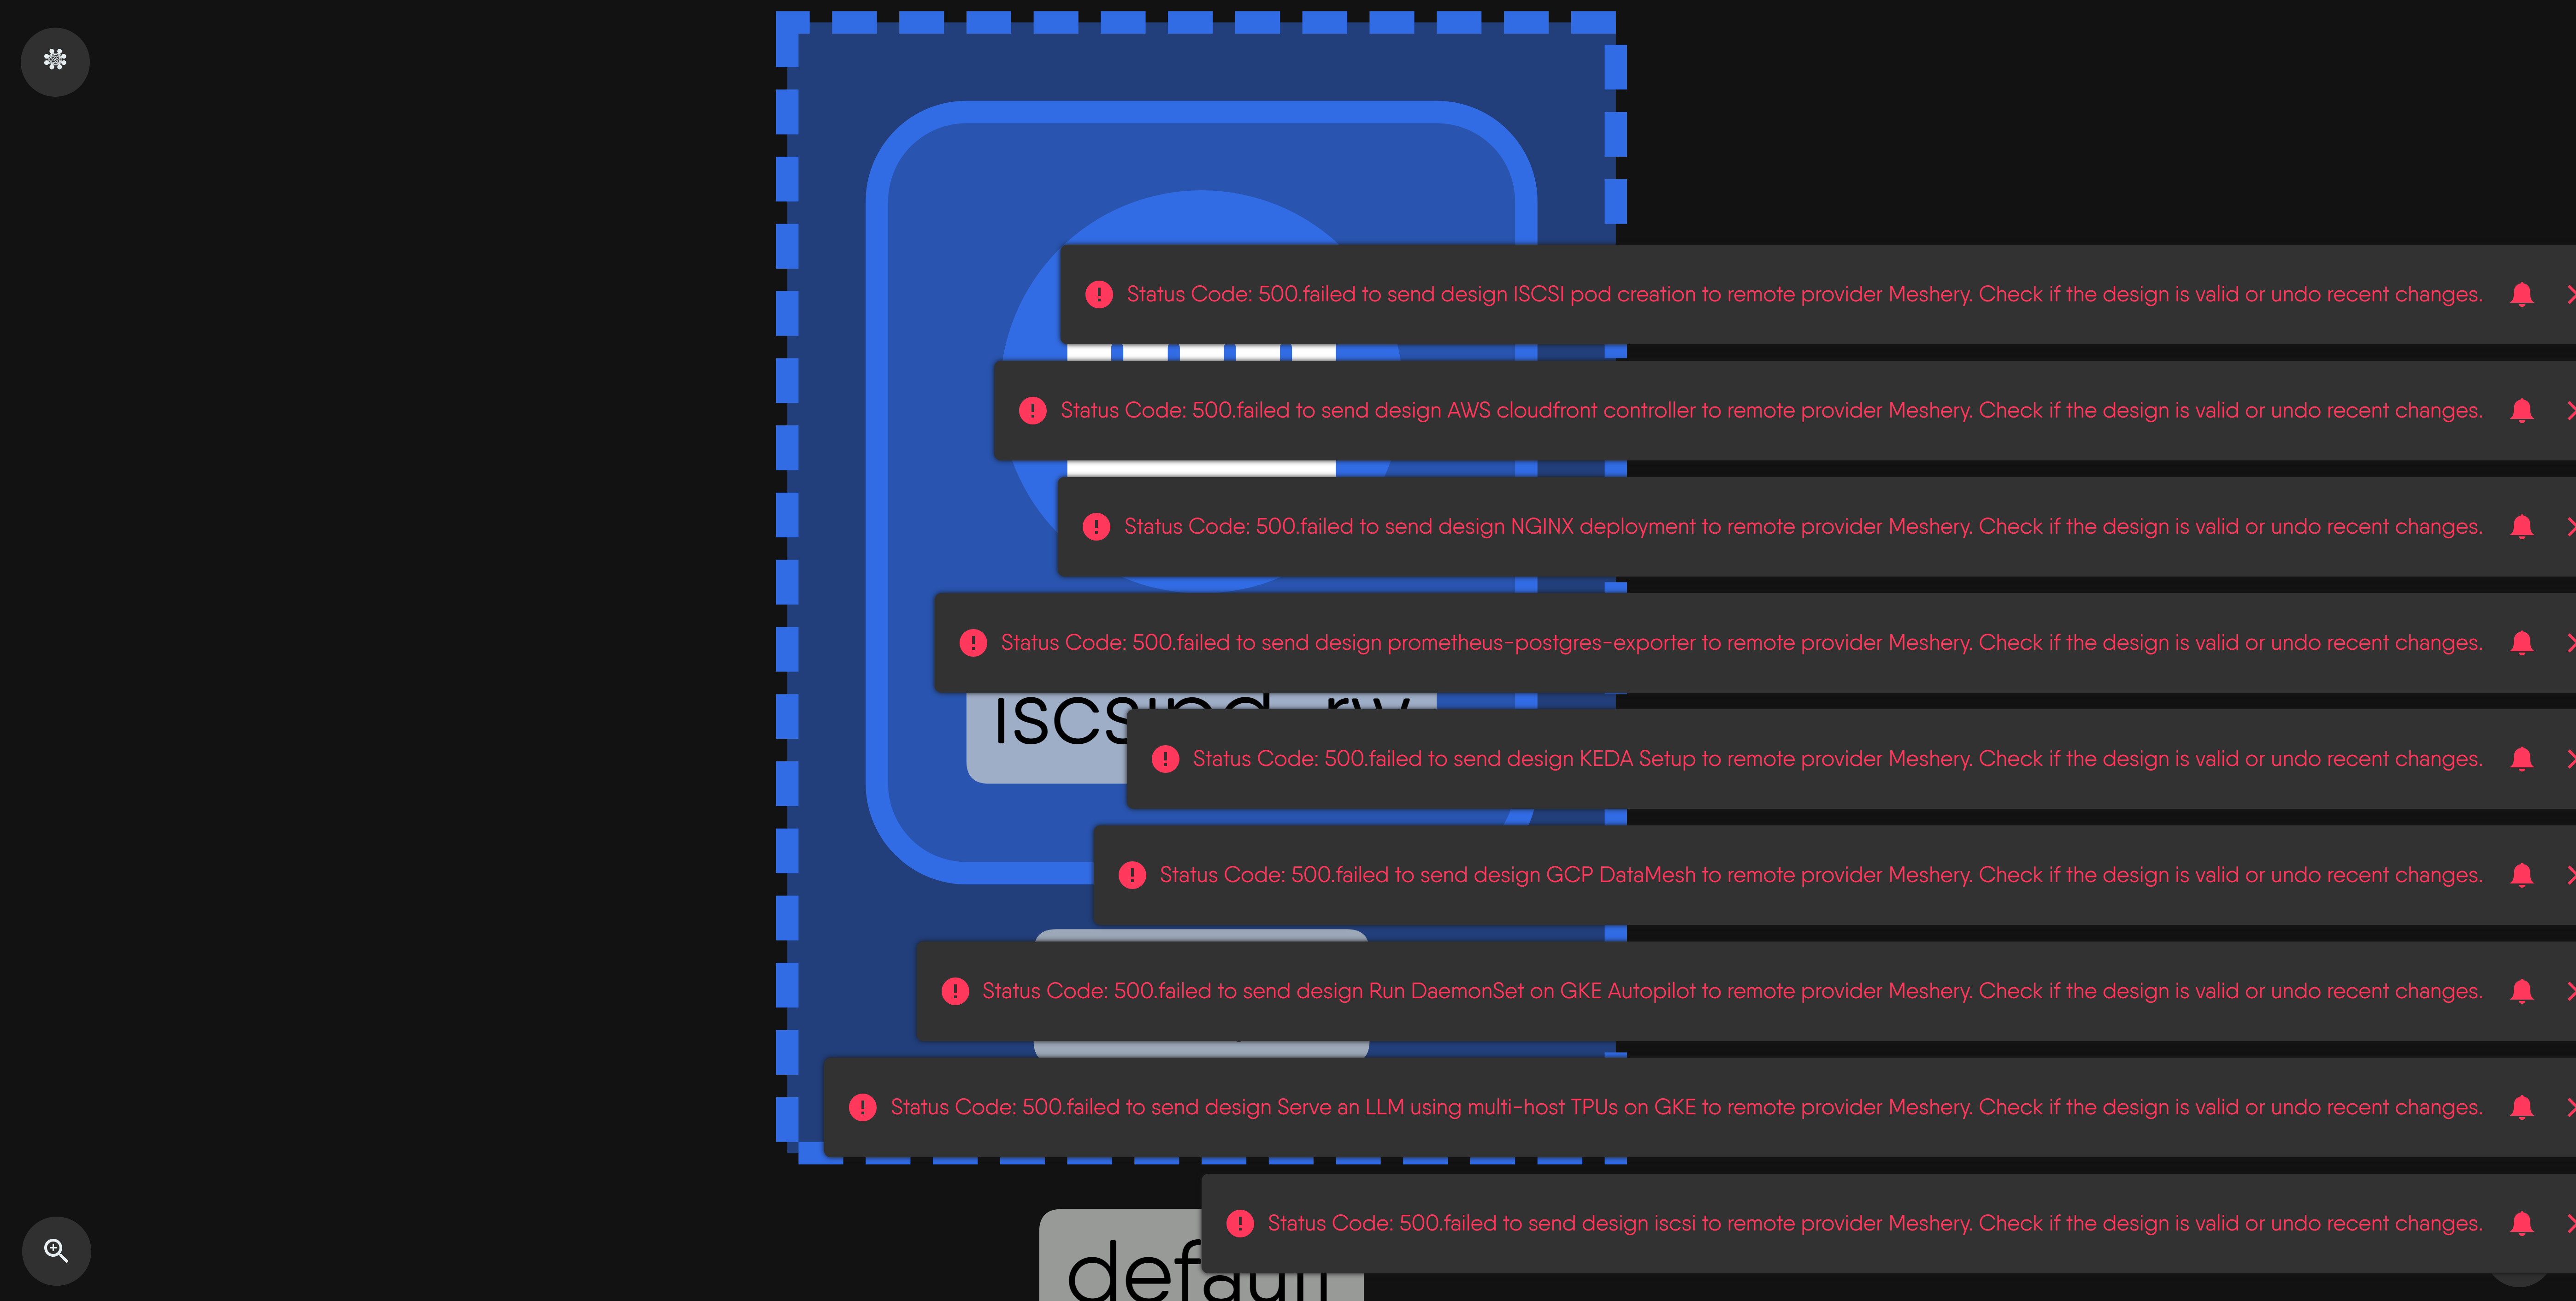 Status Code: 500.failed to send design ISCSI pod creation to remote provider Meshery. Check if the design is valid or undo recent changes.
Status Code: 500.failed to send design AWS cloudfront controller to remote provider Meshery. Check if the design is valid or undo recent changes.
Status Code: 500.failed to send design NGINX deployment to remote provider Meshery. Check if the design is valid or undo recent changes.
Status Code: 500.failed to send design prometheus-postgres-exporter to remote provider Meshery. Check if the design is valid or undo recent changes.
iscsipd-rw
Status Code: 500.failed to send design KEDA Setup to remote provider Meshery. Check if the design is valid or undo recent changes.
Status Code: 500.failed to send design GCP DataMesh to remote provider Meshery. Check if the design is valid or undo recent changes.
Status Code: 500.failed to send design Run DaemonSet on GKE Autopilot to remote provider Meshery. Check if the design is valid or undo recent changes.
Status Code: 500.failed to send design Serve an LLM using multi-host TPUs on GKE to remote provider Meshery. Check if the design is valid or undo recent changes.
Status Code: 500.failed to send design iscsi to remote provider Meshery. Check if the design is valid or undo recent changes.
default